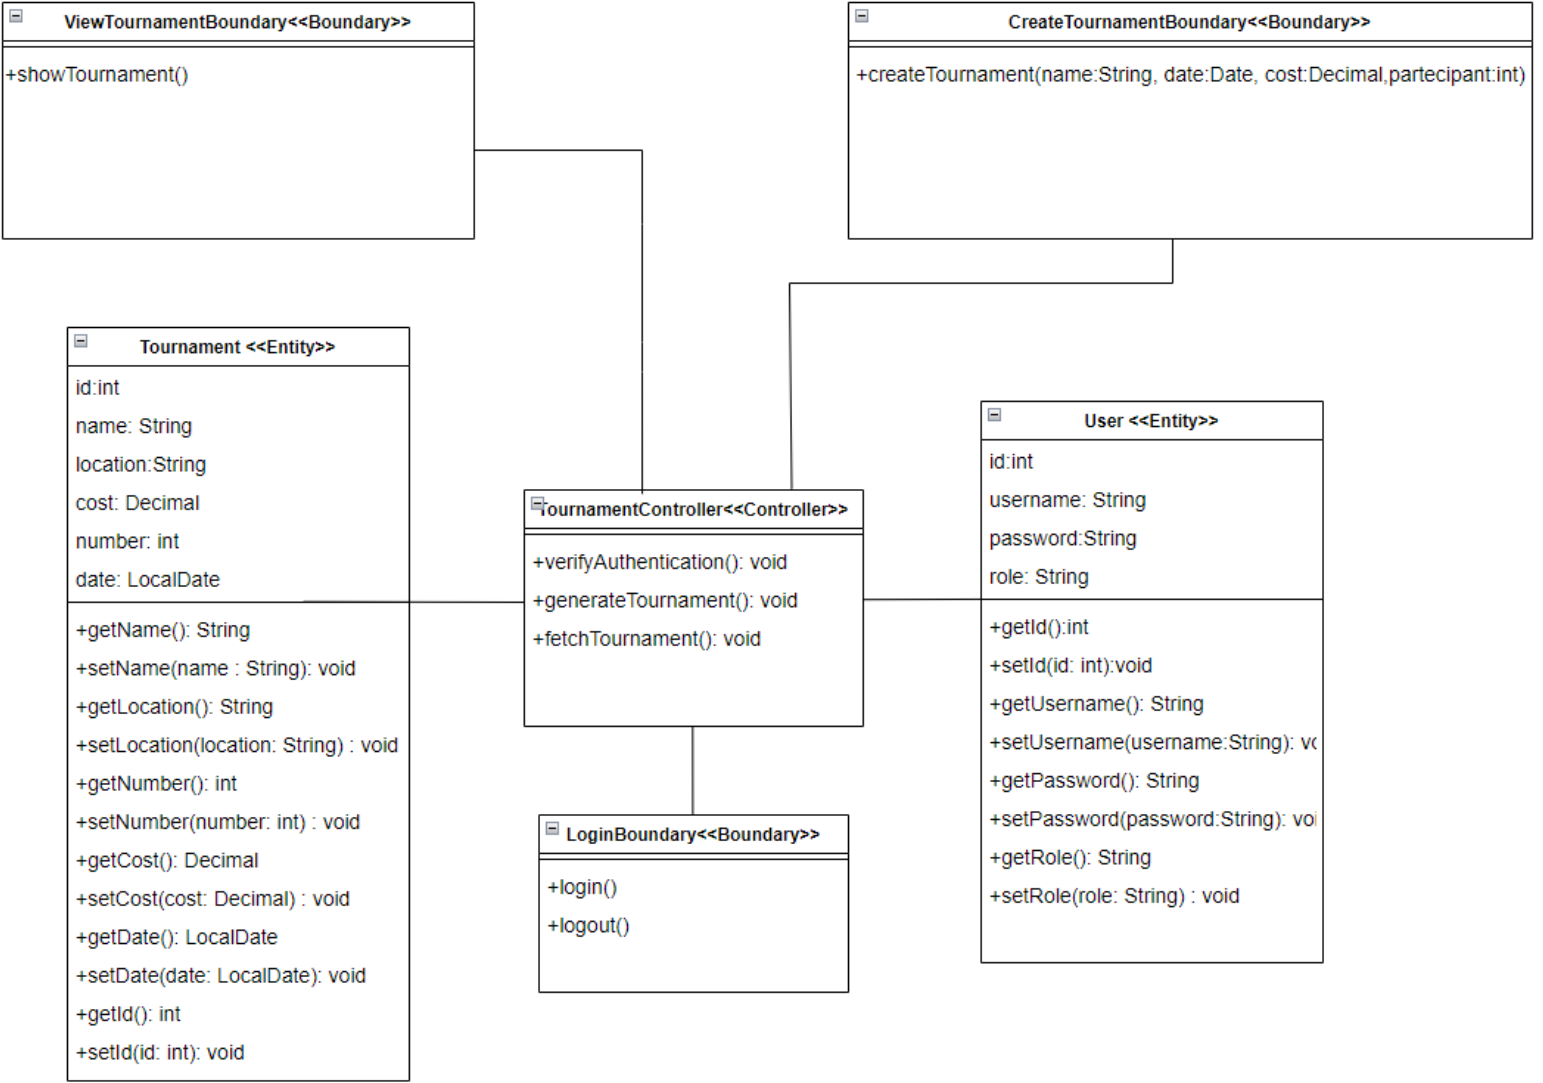 ViewTournamentBoundary<<Boundary>>
+showTournament()
CreateTournamentBoundary<<Boundary>>
+createTournament(name:String, date:Date, cost:Decimal,partecipant:int)
Tournament <<Entity>>
id:int
name: String
location:String
cost: Decimal
number: int
date: LocalDate
+getName(): String
+setName(name : String): void
+getLocation(): String
+setLocation(location: String) : void
+getNumber(): int
+setNumber(number: int) : void
+getCost(): Decimal
+setCost(cost: Decimal) : void
+getDate(): LocalDate
+setDate(date: LocalDate): void
+getId(): int
+setId(id: int): void
TournamentController<<Controller>>
+verifyAuthentication(): void
+generateTournament(): void
+fetchTournament(): void
LoginBoundary<<Boundary>>
+login()
+logout()
User <<Entity>>
id:int
username: String
password:String
role: String
+getId():int
+setId(id: int):void
+getUsername(): String
+setUsername(username:String): vo
+getPassword(): String
+setPassword(password:String): voi
+getRole(): String
+setRole(role: String) : void